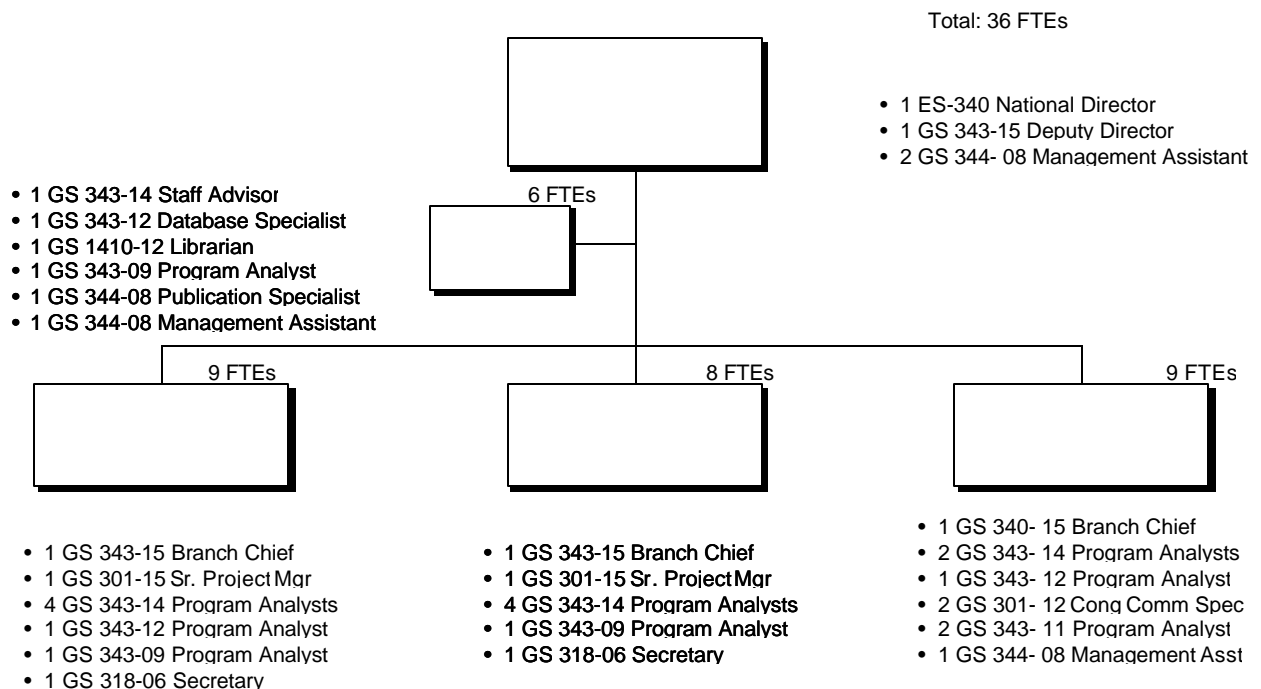 Total: 36 FTEs
• 1 ES-340 National Director
• 1 GS 343-15 Deputy Director
• 2 GS 344- 08 Management Assistant
6 FTEs
• 1 GS 343-14 Staff Advisor
• 1 GS 343-12 Database Specialist
• 1 GS 1410-12 Librarian
• 1 GS 343-09 Program Analyst
• 1 GS 344-08 Publication Specialist
• 1 GS 344-08 Management Assistant
9 FTEs
8 FTEs
9 FTEs
• 1 GS 343-15 Branch Chief
• 1 GS 301-15 Sr. Project Mgr
• 4 GS 343-14 Program Analysts
• 1 GS 343-12 Program Analyst
• 1 GS 343-09 Program Analyst
• 1 GS 318-06 Secretary
• 1 GS 343-15 Branch Chief
• 1 GS 301-15 Sr. Project Mgr
• 4 GS 343-14 Program Analysts
• 1 GS 343-09 Program Analyst
• 1 GS 318-06 Secretary
• 1 GS 340- 15 Branch Chief
• 2 GS 343- 14 Program Analysts
• 1 GS 343- 12 Program Analyst
• 2 GS 301- 12 Cong Comm Spec
• 2 GS 343- 11 Program Analyst
• 1 GS 344- 08 Management Asst